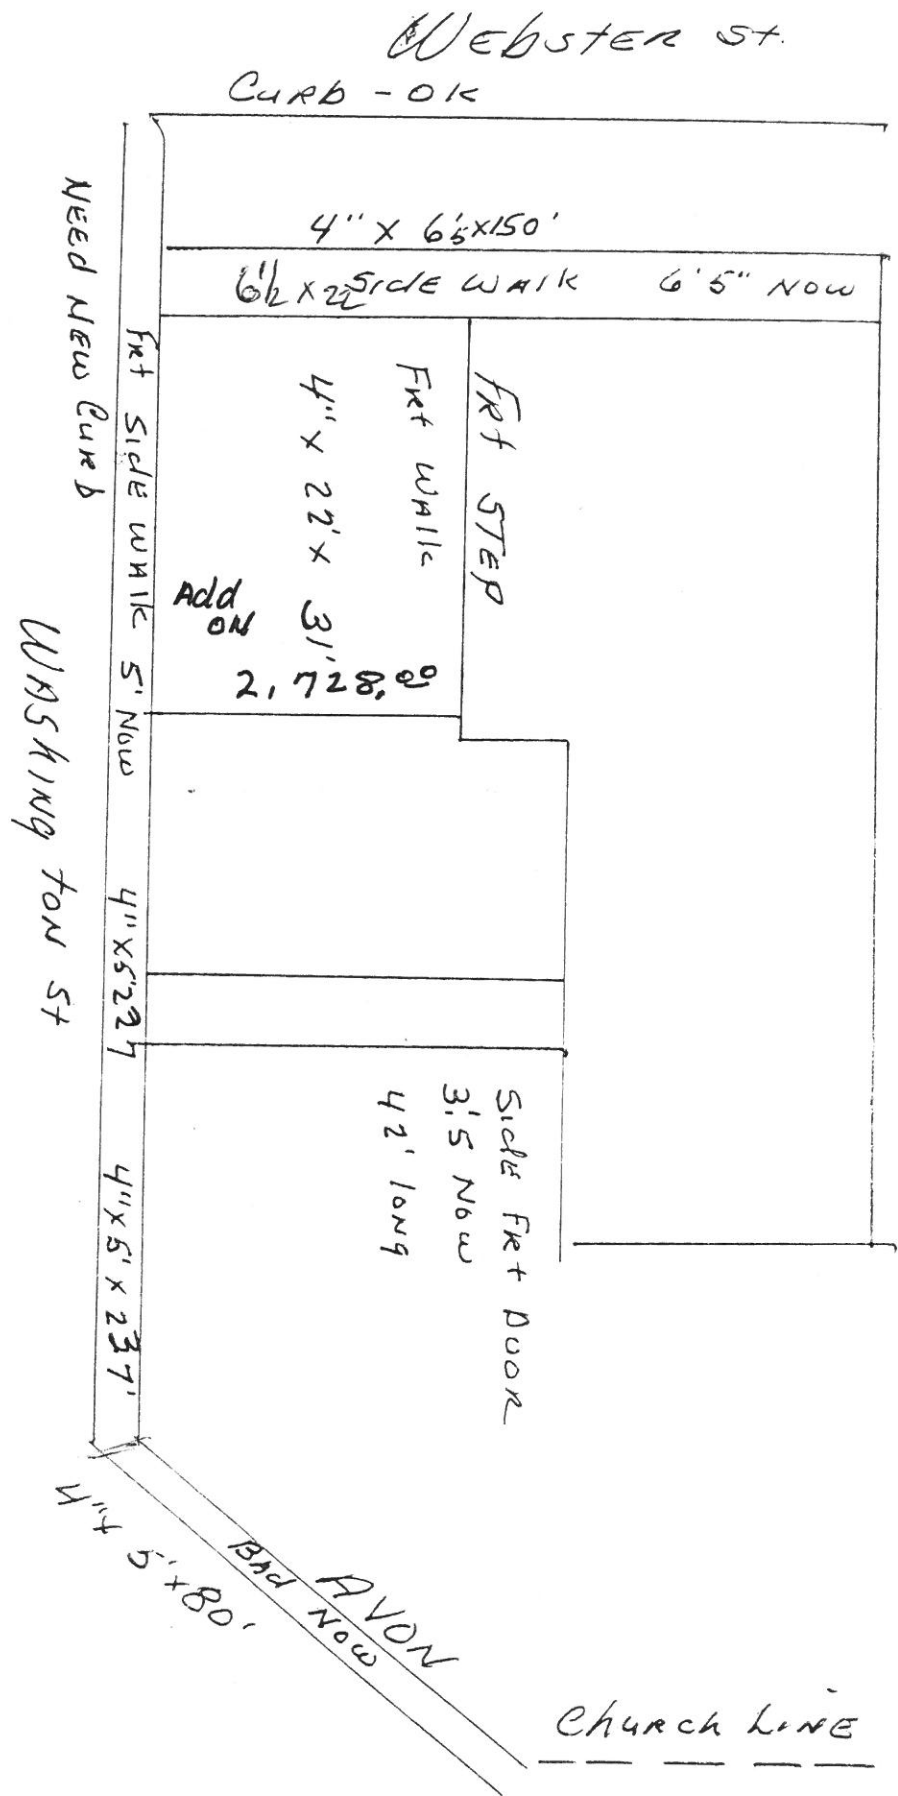 WEbSTER St.
CURb - OK
4" X 6'5 X 150'
6 1/2 X 22 SIdE WAlk 6'5" NOW
NEEd NEW CURb
FRt SIdE WAlK 5' NOW 4" X 5' 227 4" X 5' X 237'
FRt STEP
FRt WAlk
4" X 22' X 31'
Add
ON
2,728.00
WASHINgTON St
SIdE FRt DOOR
3'.5 NOW
42' lONg
4" X 5' X 80'
BAd NOW
AVON
ChURCh LINE